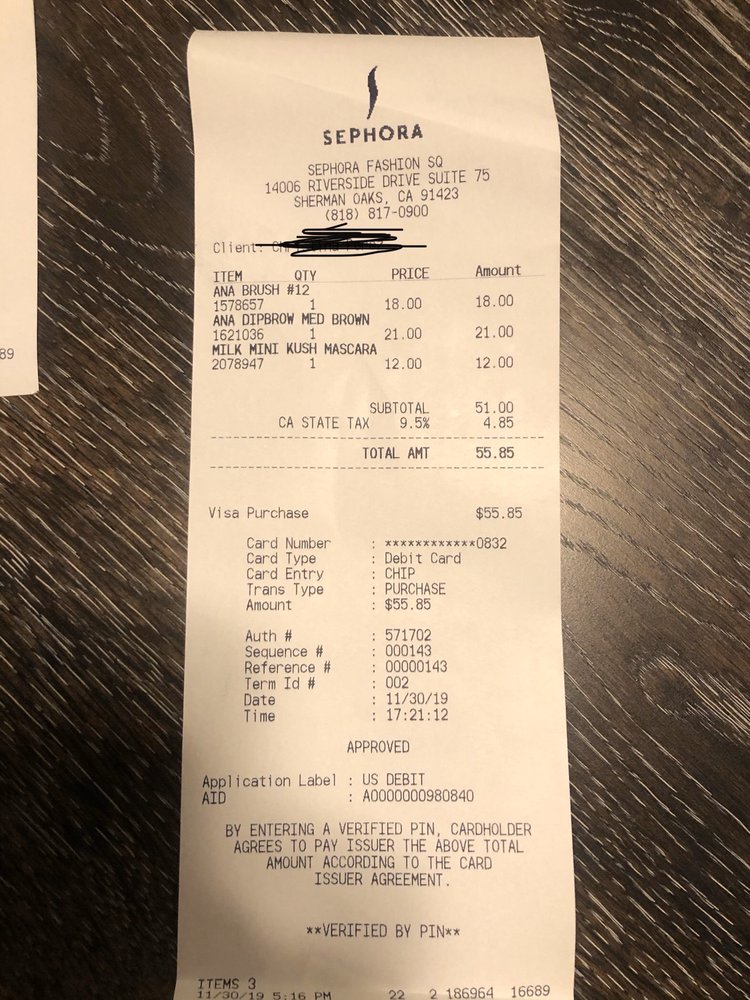 SEPHORA
SEPHORA FASHION SQ
14006 RIVERSIDE DRIVE SUITE 75
SHERMAN OAKS, CA 91423
(818) 817-0900
Client:
ITEM QTY PRICE Amount
ANA BRUSH #12
1578657 1 18.00 18.00
ANA DIPBROW MED BROWN
1621036 1 21.00 21.00
MILK MINI KUSH MASCARA
2078947 1 12.00 12.00
SUBTOTAL 51.00
CA STATE TAX 9.5% 4.85
TOTAL AMT 55.85
Visa Purchase $55.85
Card Number : ************0832
Card Type : Debit Card
Card Entry : CHIP
Trans Type : PURCHASE
Amount : $55.85
Auth # : 571702
Sequence # : 000143
Reference # : 00000143
Term Id # : 002
Date : 11/30/19
Time : 17:21:12
APPROVED
Application Label : US DEBIT
AID : A0000000980840
BY ENTERING A VERIFIED PIN, CARDHOLDER
AGREES TO PAY ISSUER THE ABOVE TOTAL
AMOUNT ACCORDING TO THE CARD
ISSUER AGREEMENT.
**VERIFIED BY PIN**
ITEMS 3
11/30/19 5:16 PM 22 2 186964 16689
89